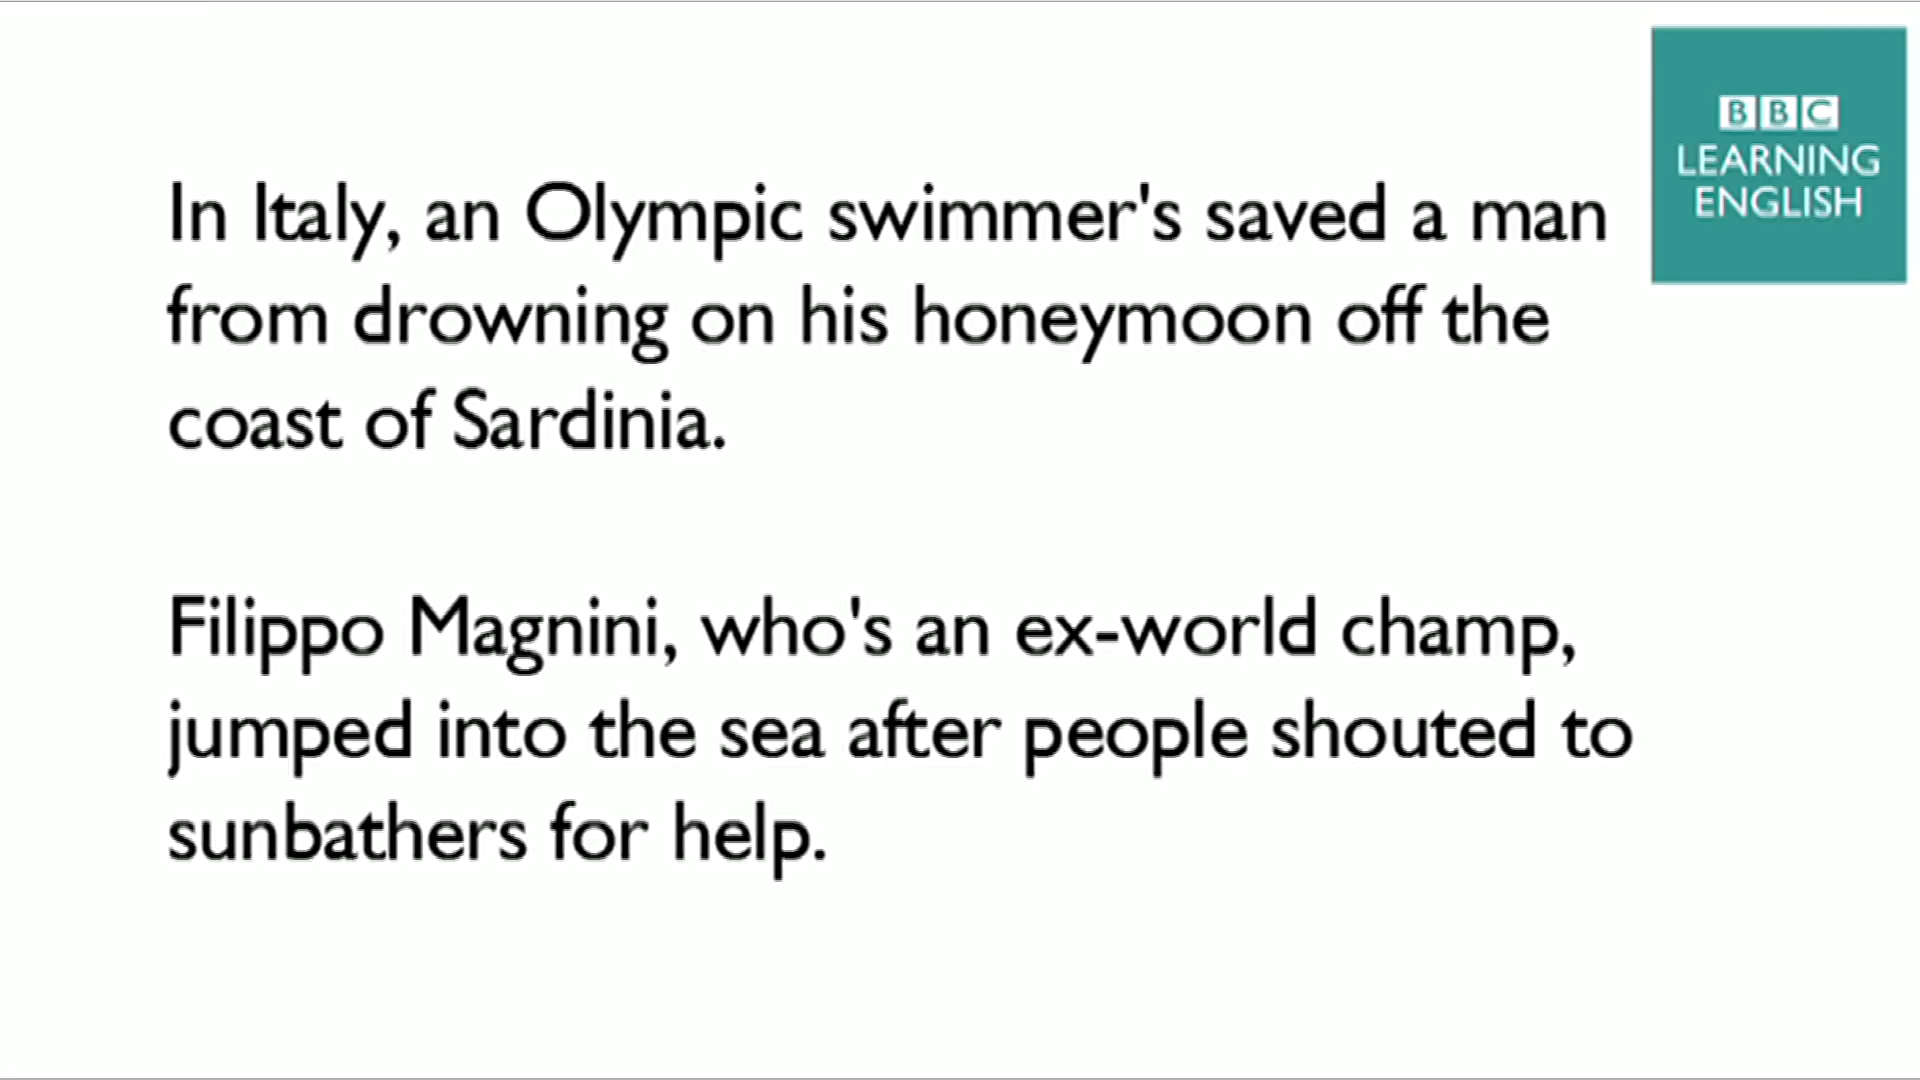 BBC
LEARNING
ENGLISH
In Italy, an Olympic swimmer's saved a man
from drowning on his honeymoon off the
coast of Sardinia.
Filippo Magnini, who's an ex-world champ,
jumped into the sea after people shouted to
sunbathers for help.